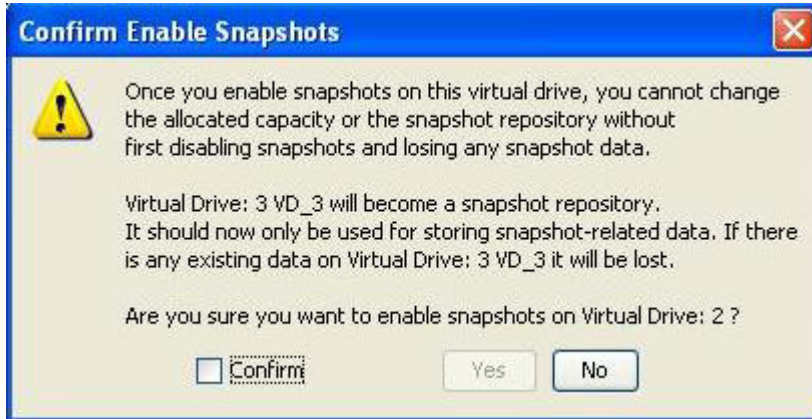 Confirm Enable Snapshots
Once you enable snapshots on this virtual drive, you cannot change
the allocated capacity or the snapshot repository without
first disabling snapshots and losing any snapshot data.
Virtual Drive: 3 VD_3 will become a snapshot repository.
It should now only be used for storing snapshot-related data. If there
is any existing data on Virtual Drive: 3 VD_3 it will be lost.
Are you sure you want to enable snapshots on Virtual Drive: 2 ?
Confirm Yes No